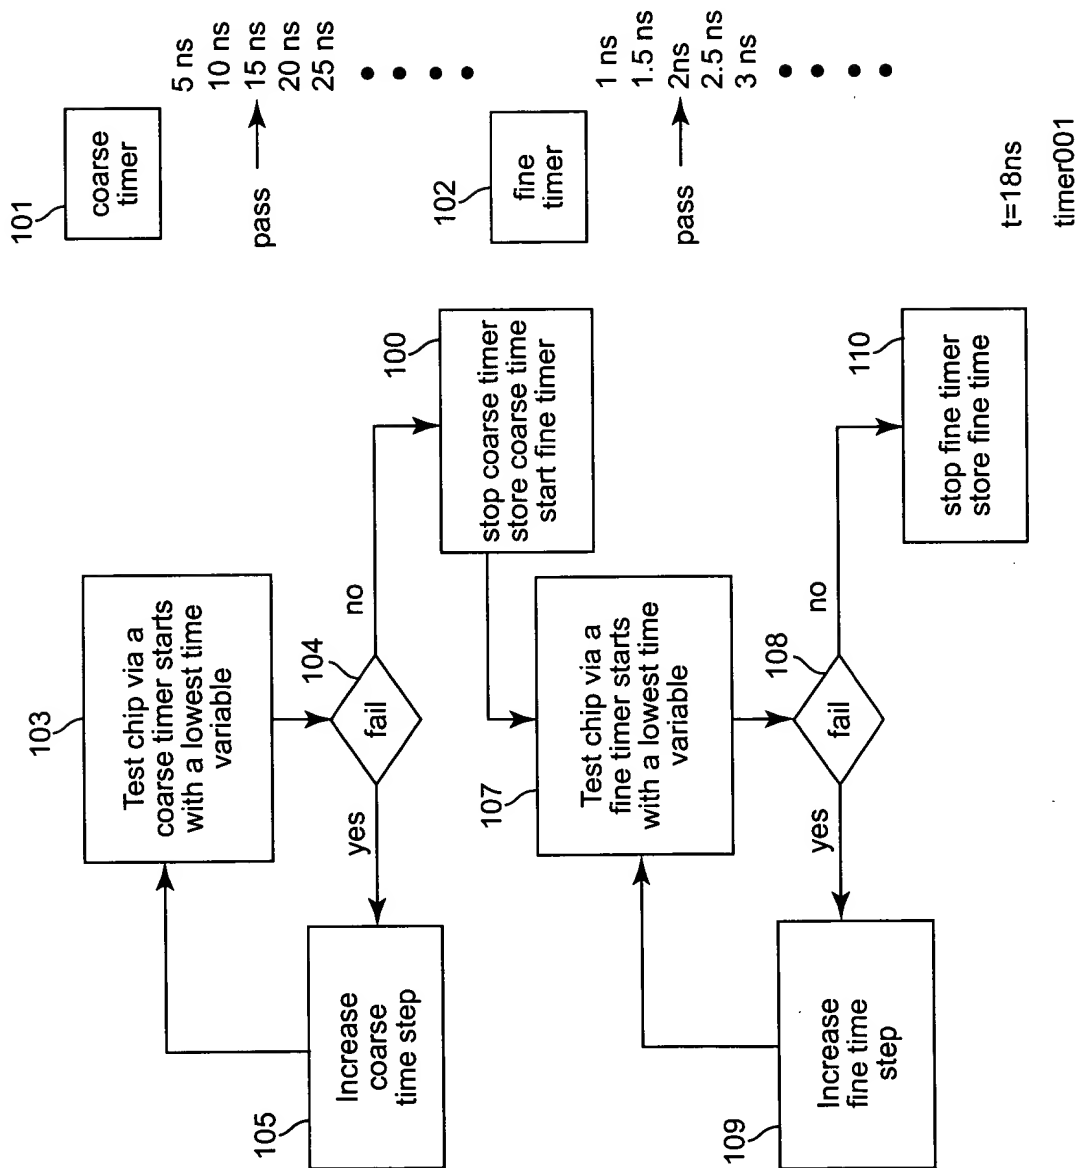 103
Test chip via a
coarse timer starts
with a lowest time
variable
104
fail
yes
no
105
Increase
coarse
time step
100
stop coarse timer
store coarse time
start fine timer
107
Test chip via a
fine timer starts
with a lowest time
variable
108
fail
yes
no
109
Increase
fine time
step
110
stop fine timer
store fine time
101
coarse
timer
5 ns
10 ns
pass 15 ns
20 ns
25 ns
102
fine
timer
1 ns
1.5 ns
pass 2ns
2.5 ns
3 ns
t=18ns
timer001